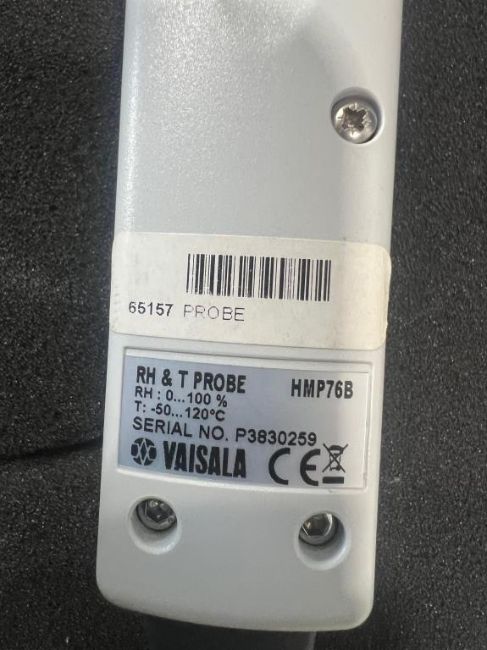 65157 PROBE
RH & T PROBE HMP76B
RH : 0...100 %
T: -50...120°C
SERIAL NO. P3830259
VAISALA CE